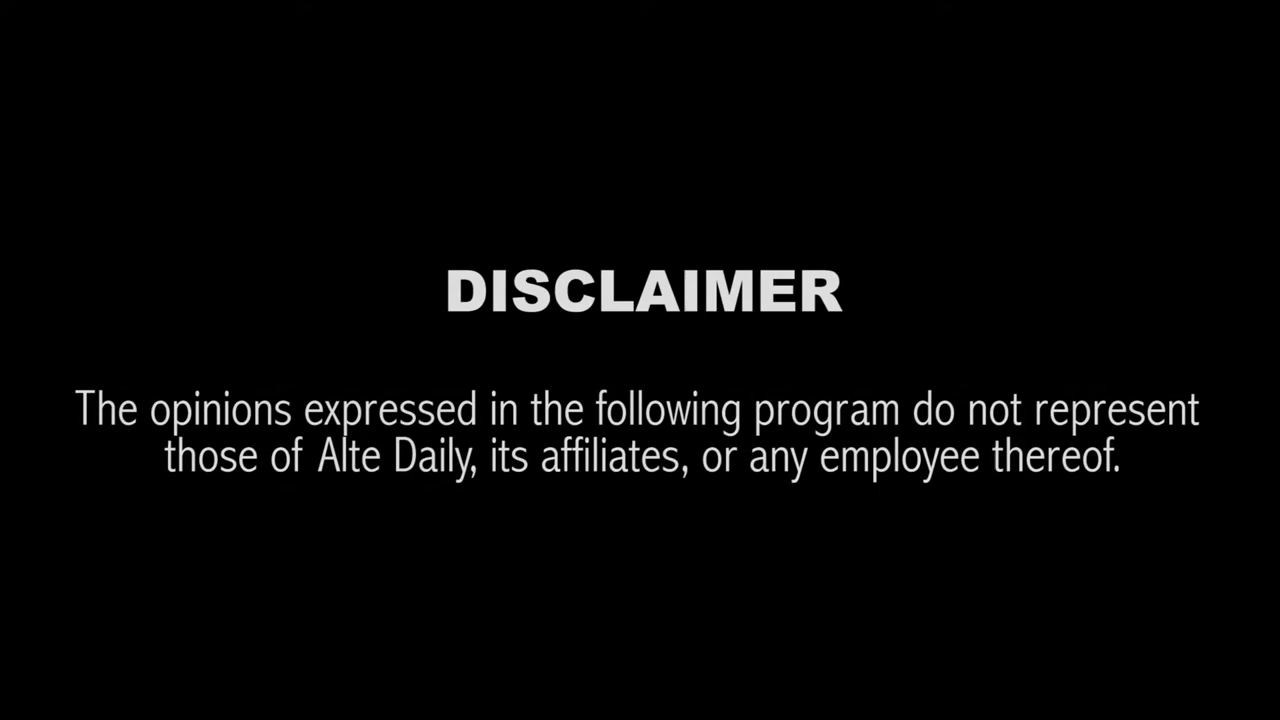 DISCLAIMER
The opinions expressed in the following program do not represent
those of Alte Daily, its affiliates, or any employee thereof.